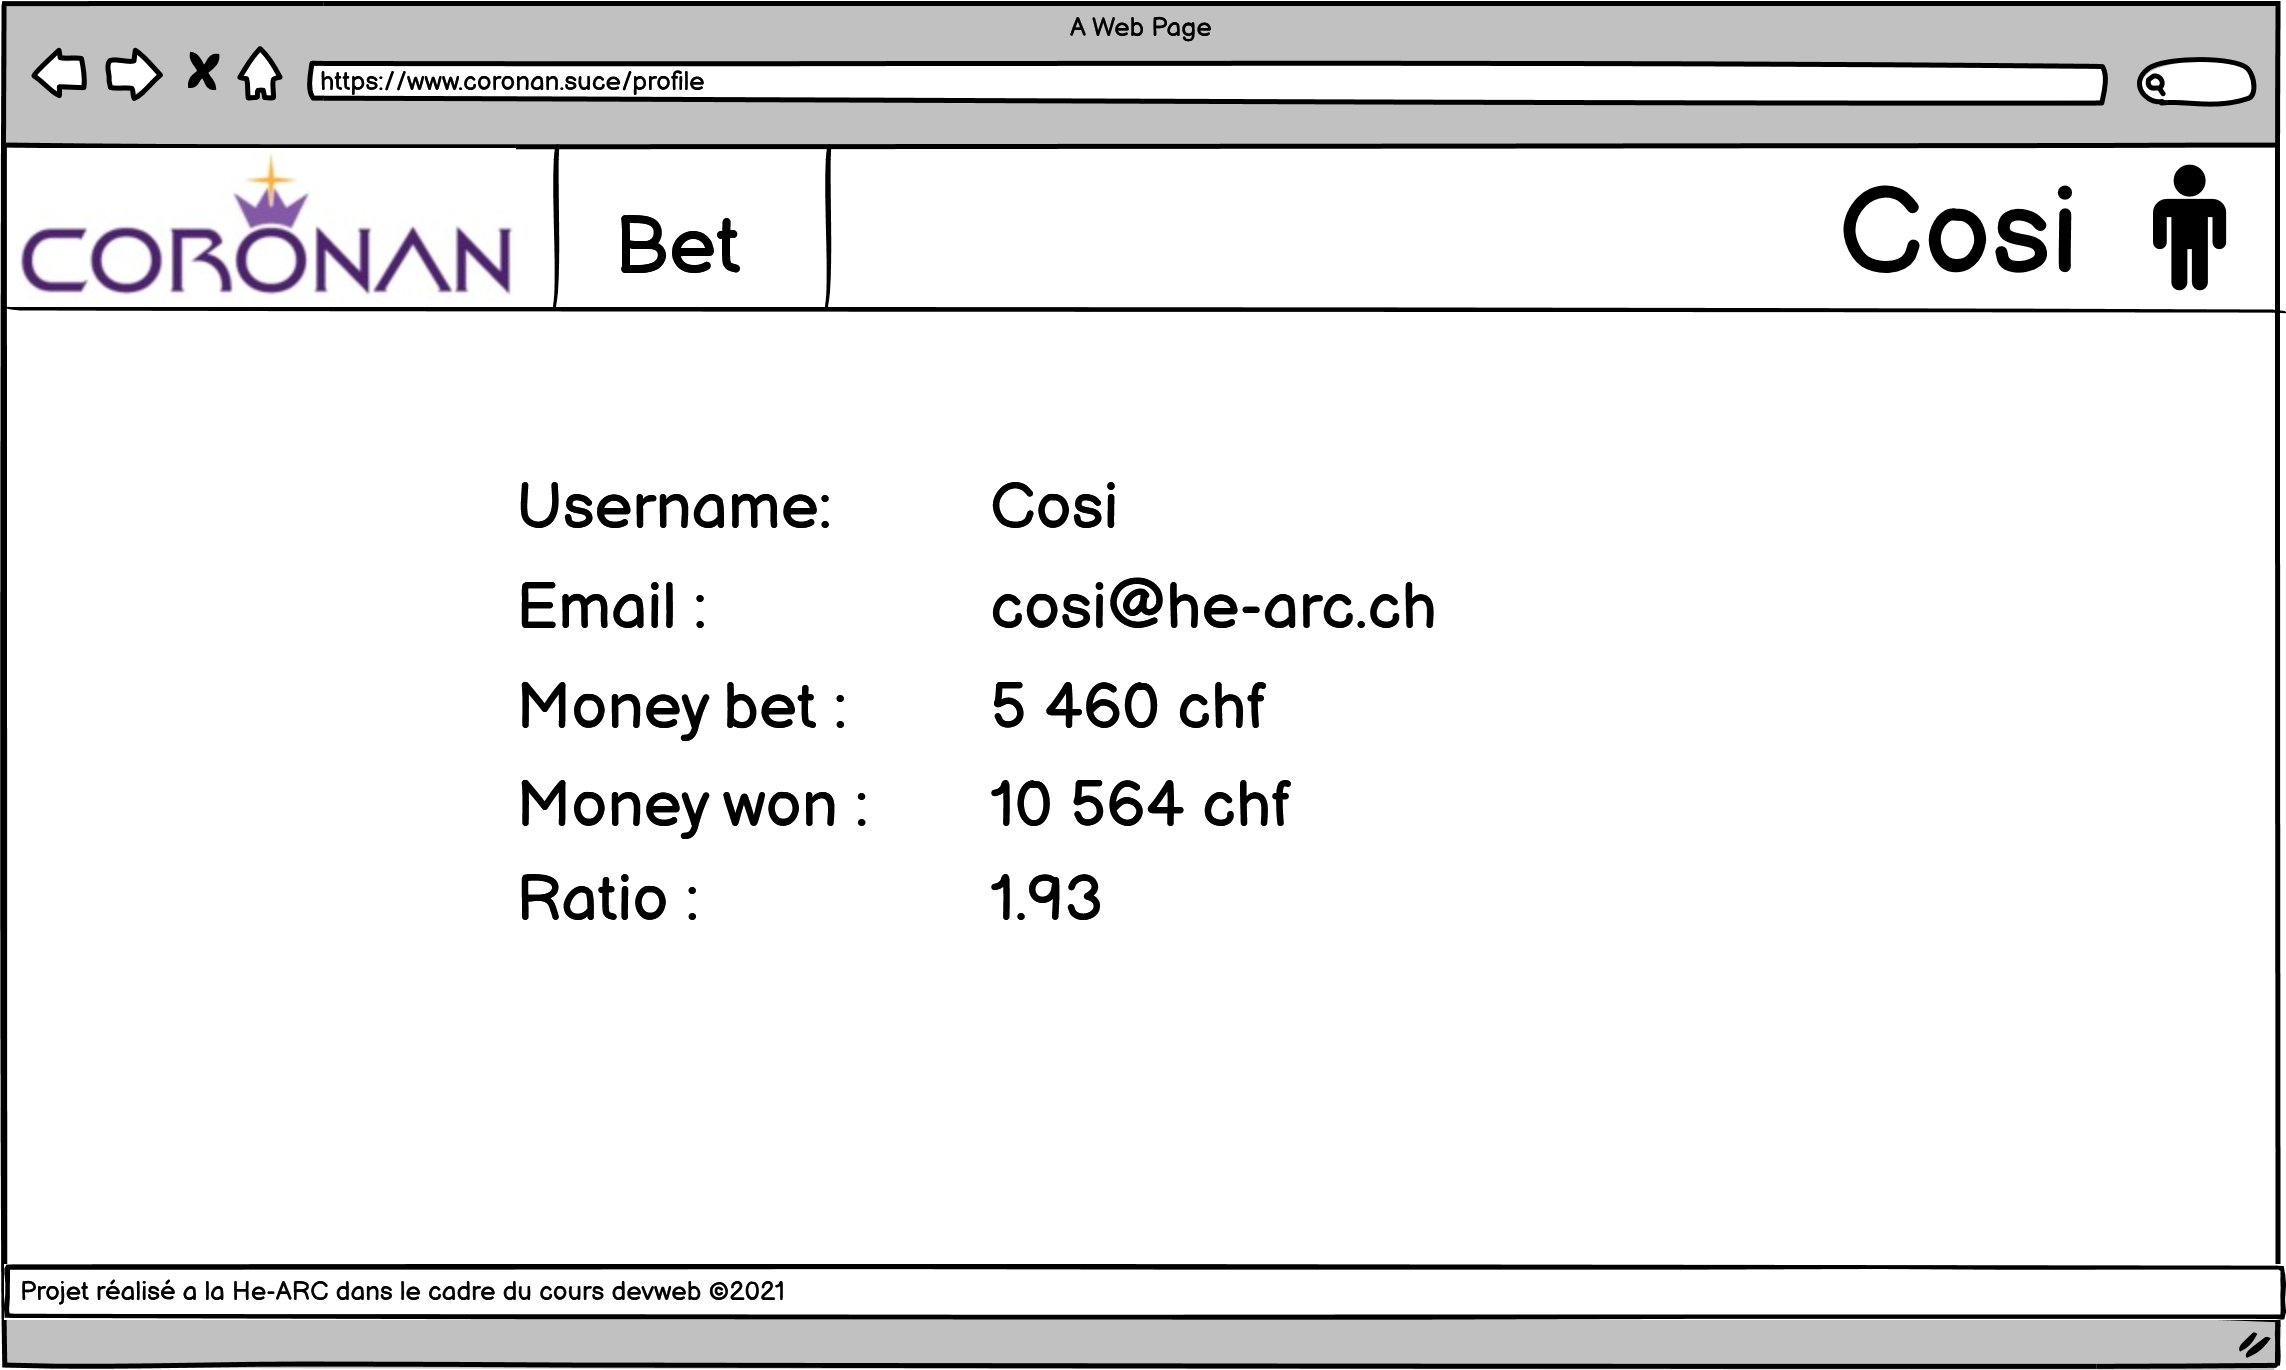 A Web Page
https://www.coronan.suce/profile
CORONAN
Bet
Cosi
Username: Cosi
Email : cosi@he-arc.ch
Money bet : 5 460 chf
Money won : 10 564 chf
Ratio : 1.93
Projet réalisé a la He-ARC dans le cadre du cours devweb ©2021